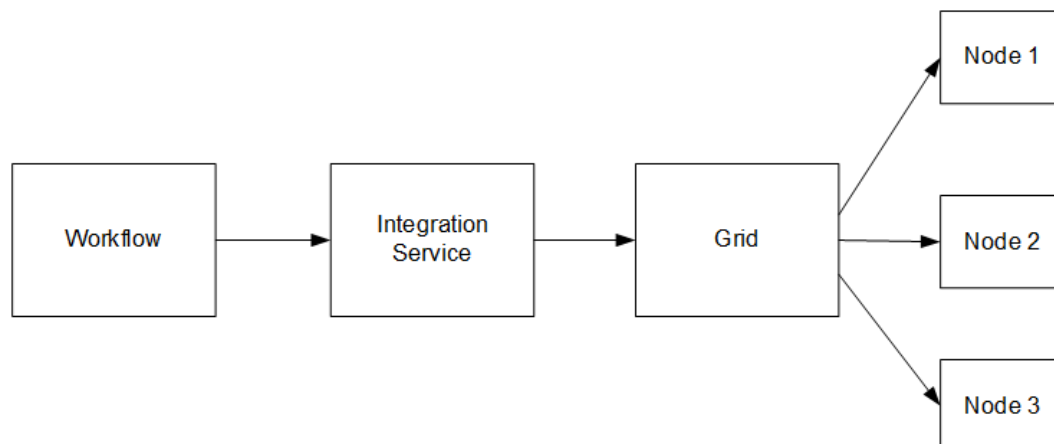 Workflow
Integration
Service
Grid
Node 1
Node 2
Node 3